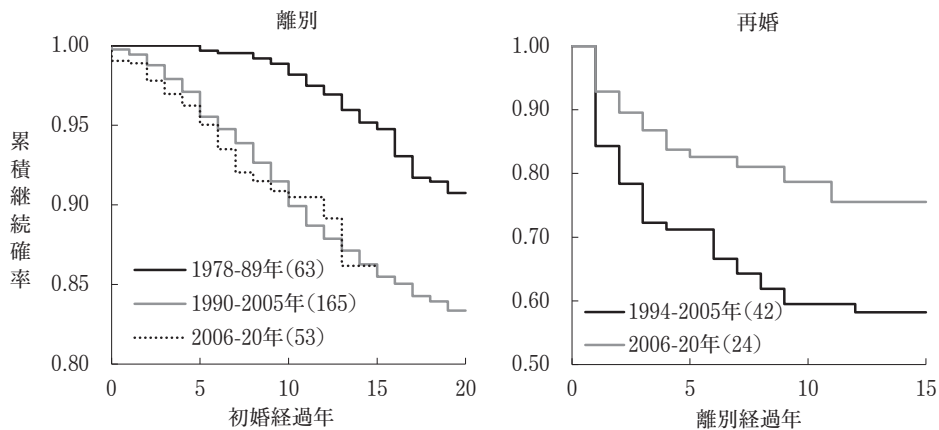 離別
累積継続確率
1.00
0.95
0.90
0.85
0.80
1978-89年(63)
1990-2005年(165)
2006-20年(53)
0 5 10 15 20
初婚経過年
再婚
1.00
0.90
0.80
0.70
0.60
0.50
1994-2005年(42)
2006-20年(24)
0 5 10 15
離別経過年